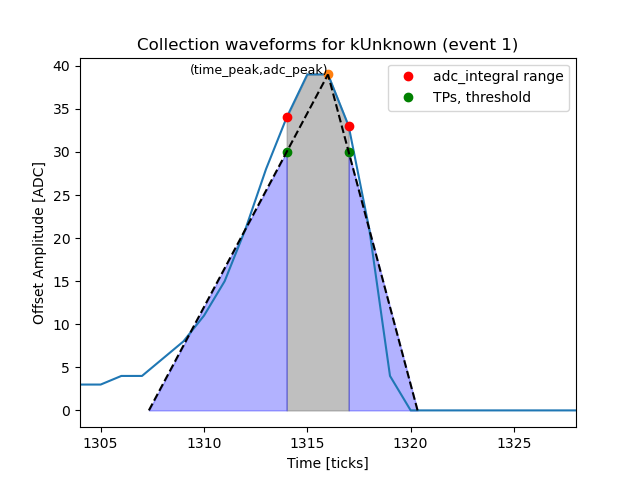 Collection waveforms for kUnknown (event 1)
(time_peak,adc_peak)
adc_integral range
TPs, threshold
Offset Amplitude [ADC]
40
35
30
25
20
15
10
5
0
1305 1310 1315 1320 1325
Time [ticks]